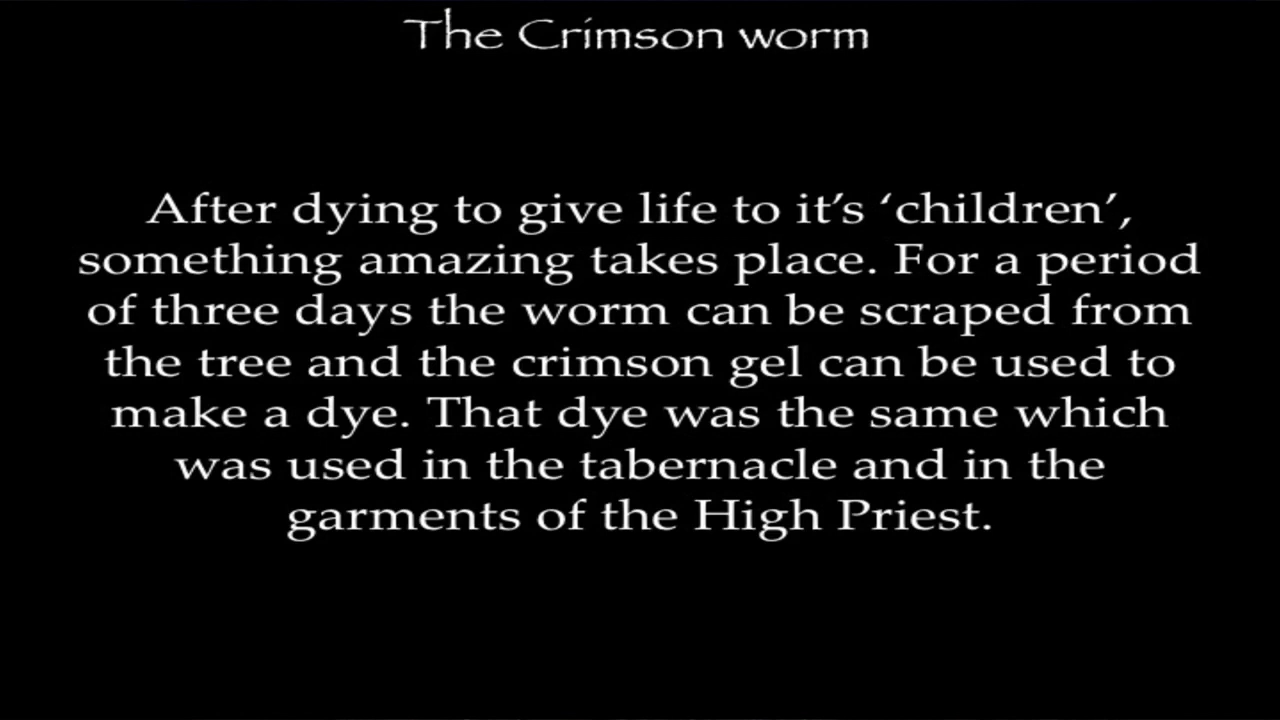 The Crimson worm
After dying to give life to it’s ‘children’,
something amazing takes place. For a period
of three days the worm can be scraped from
the tree and the crimson gel can be used to
make a dye. That dye was the same which
was used in the tabernacle and in the
garments of the High Priest.